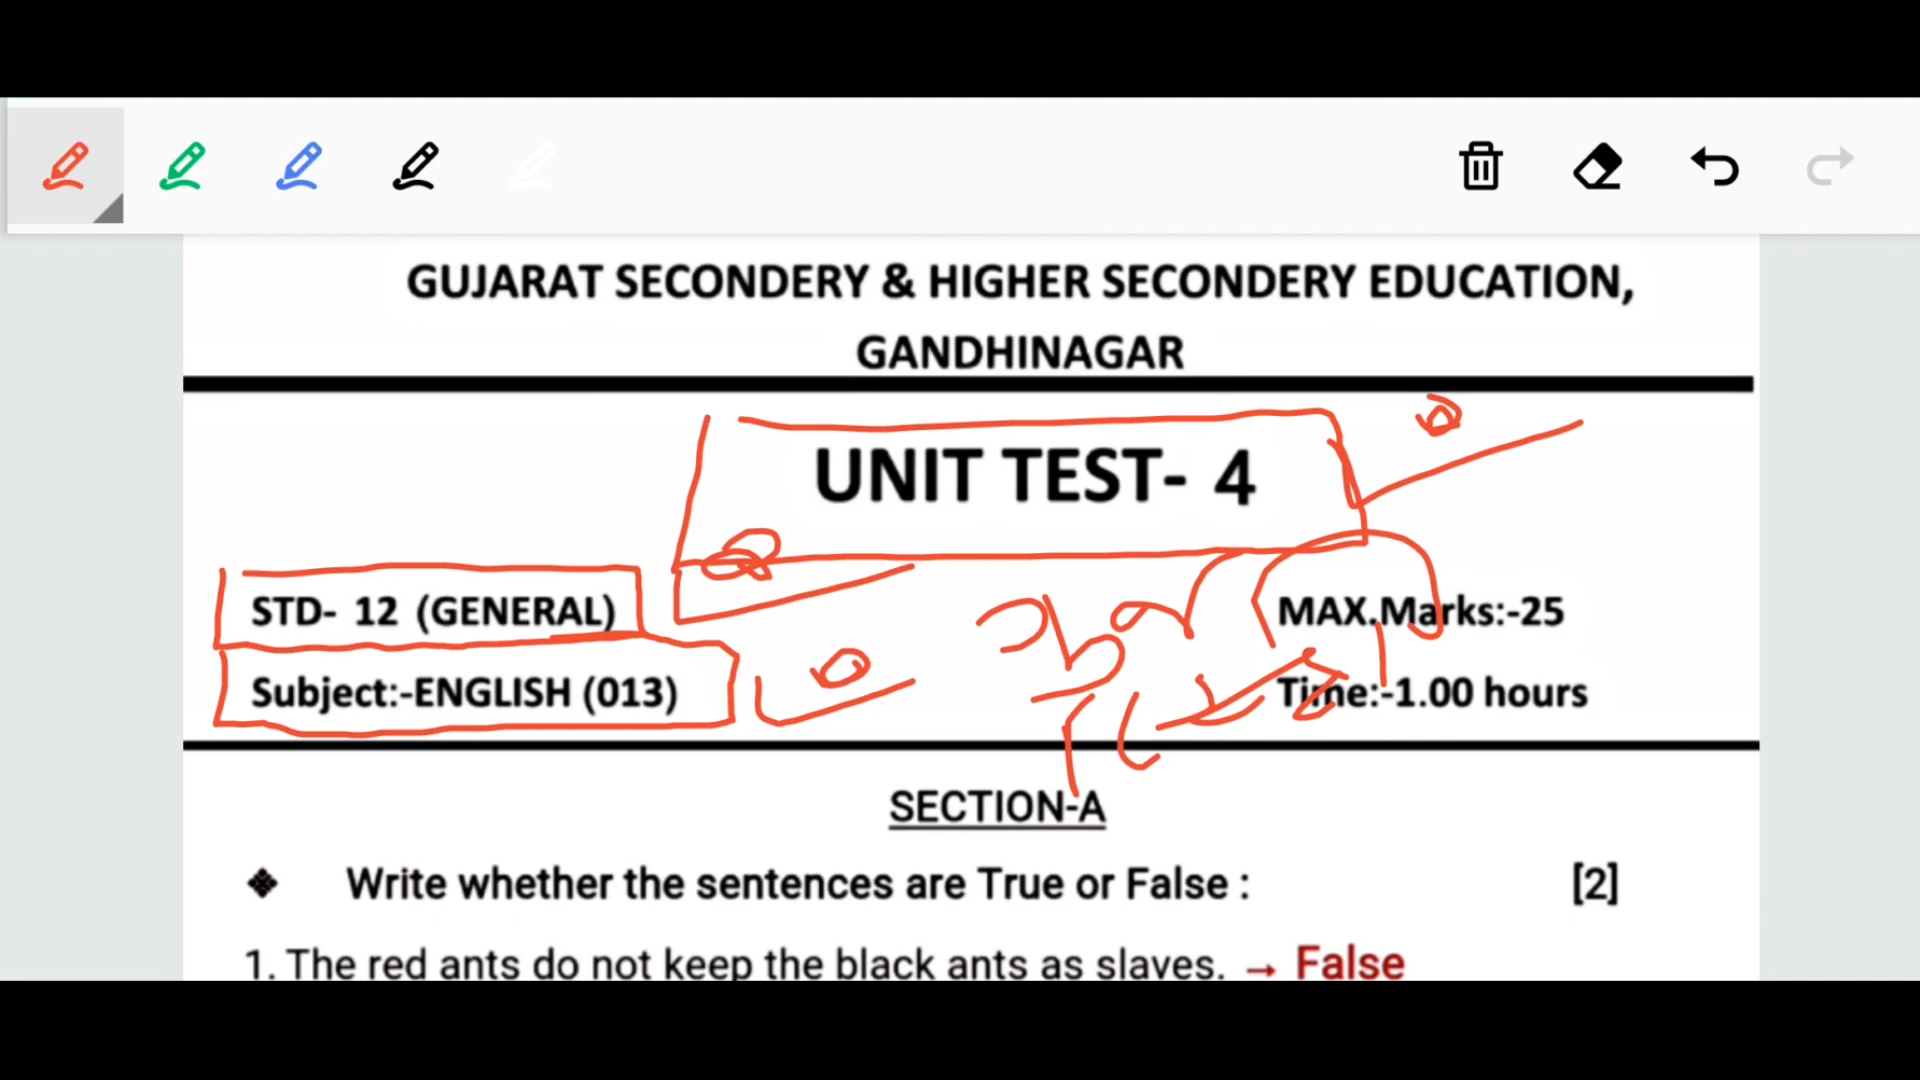 GUJARAT SECONDERY & HIGHER SECONDERY EDUCATION,
GANDHINAGAR
UNIT TEST- 4
STD- 12 (GENERAL)
MAX.Marks:-25
Subject:-ENGLISH (013)
Time:-1.00 hours
SECTION-A
❖ Write whether the sentences are True or False : [2]
1. The red ants do not keep the black ants as slaves. → False